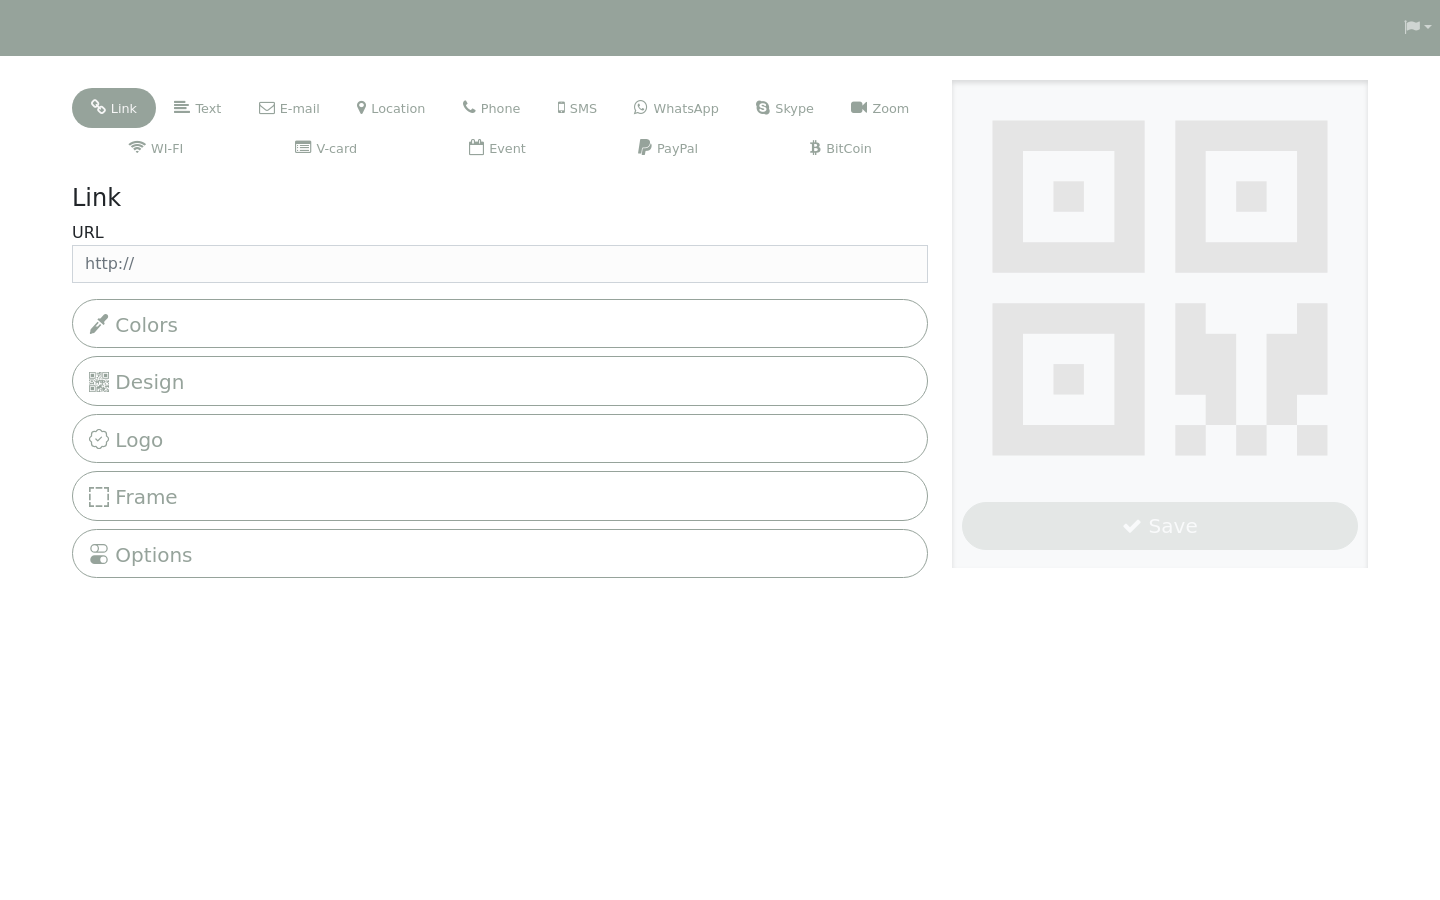 Link Text E-mail Location Phone SMS WhatsApp Skype Zoom
WI-FI V-card Event PayPal BitCoin
Link
URL
http://
Colors
Design
Logo
Frame
Options
Save